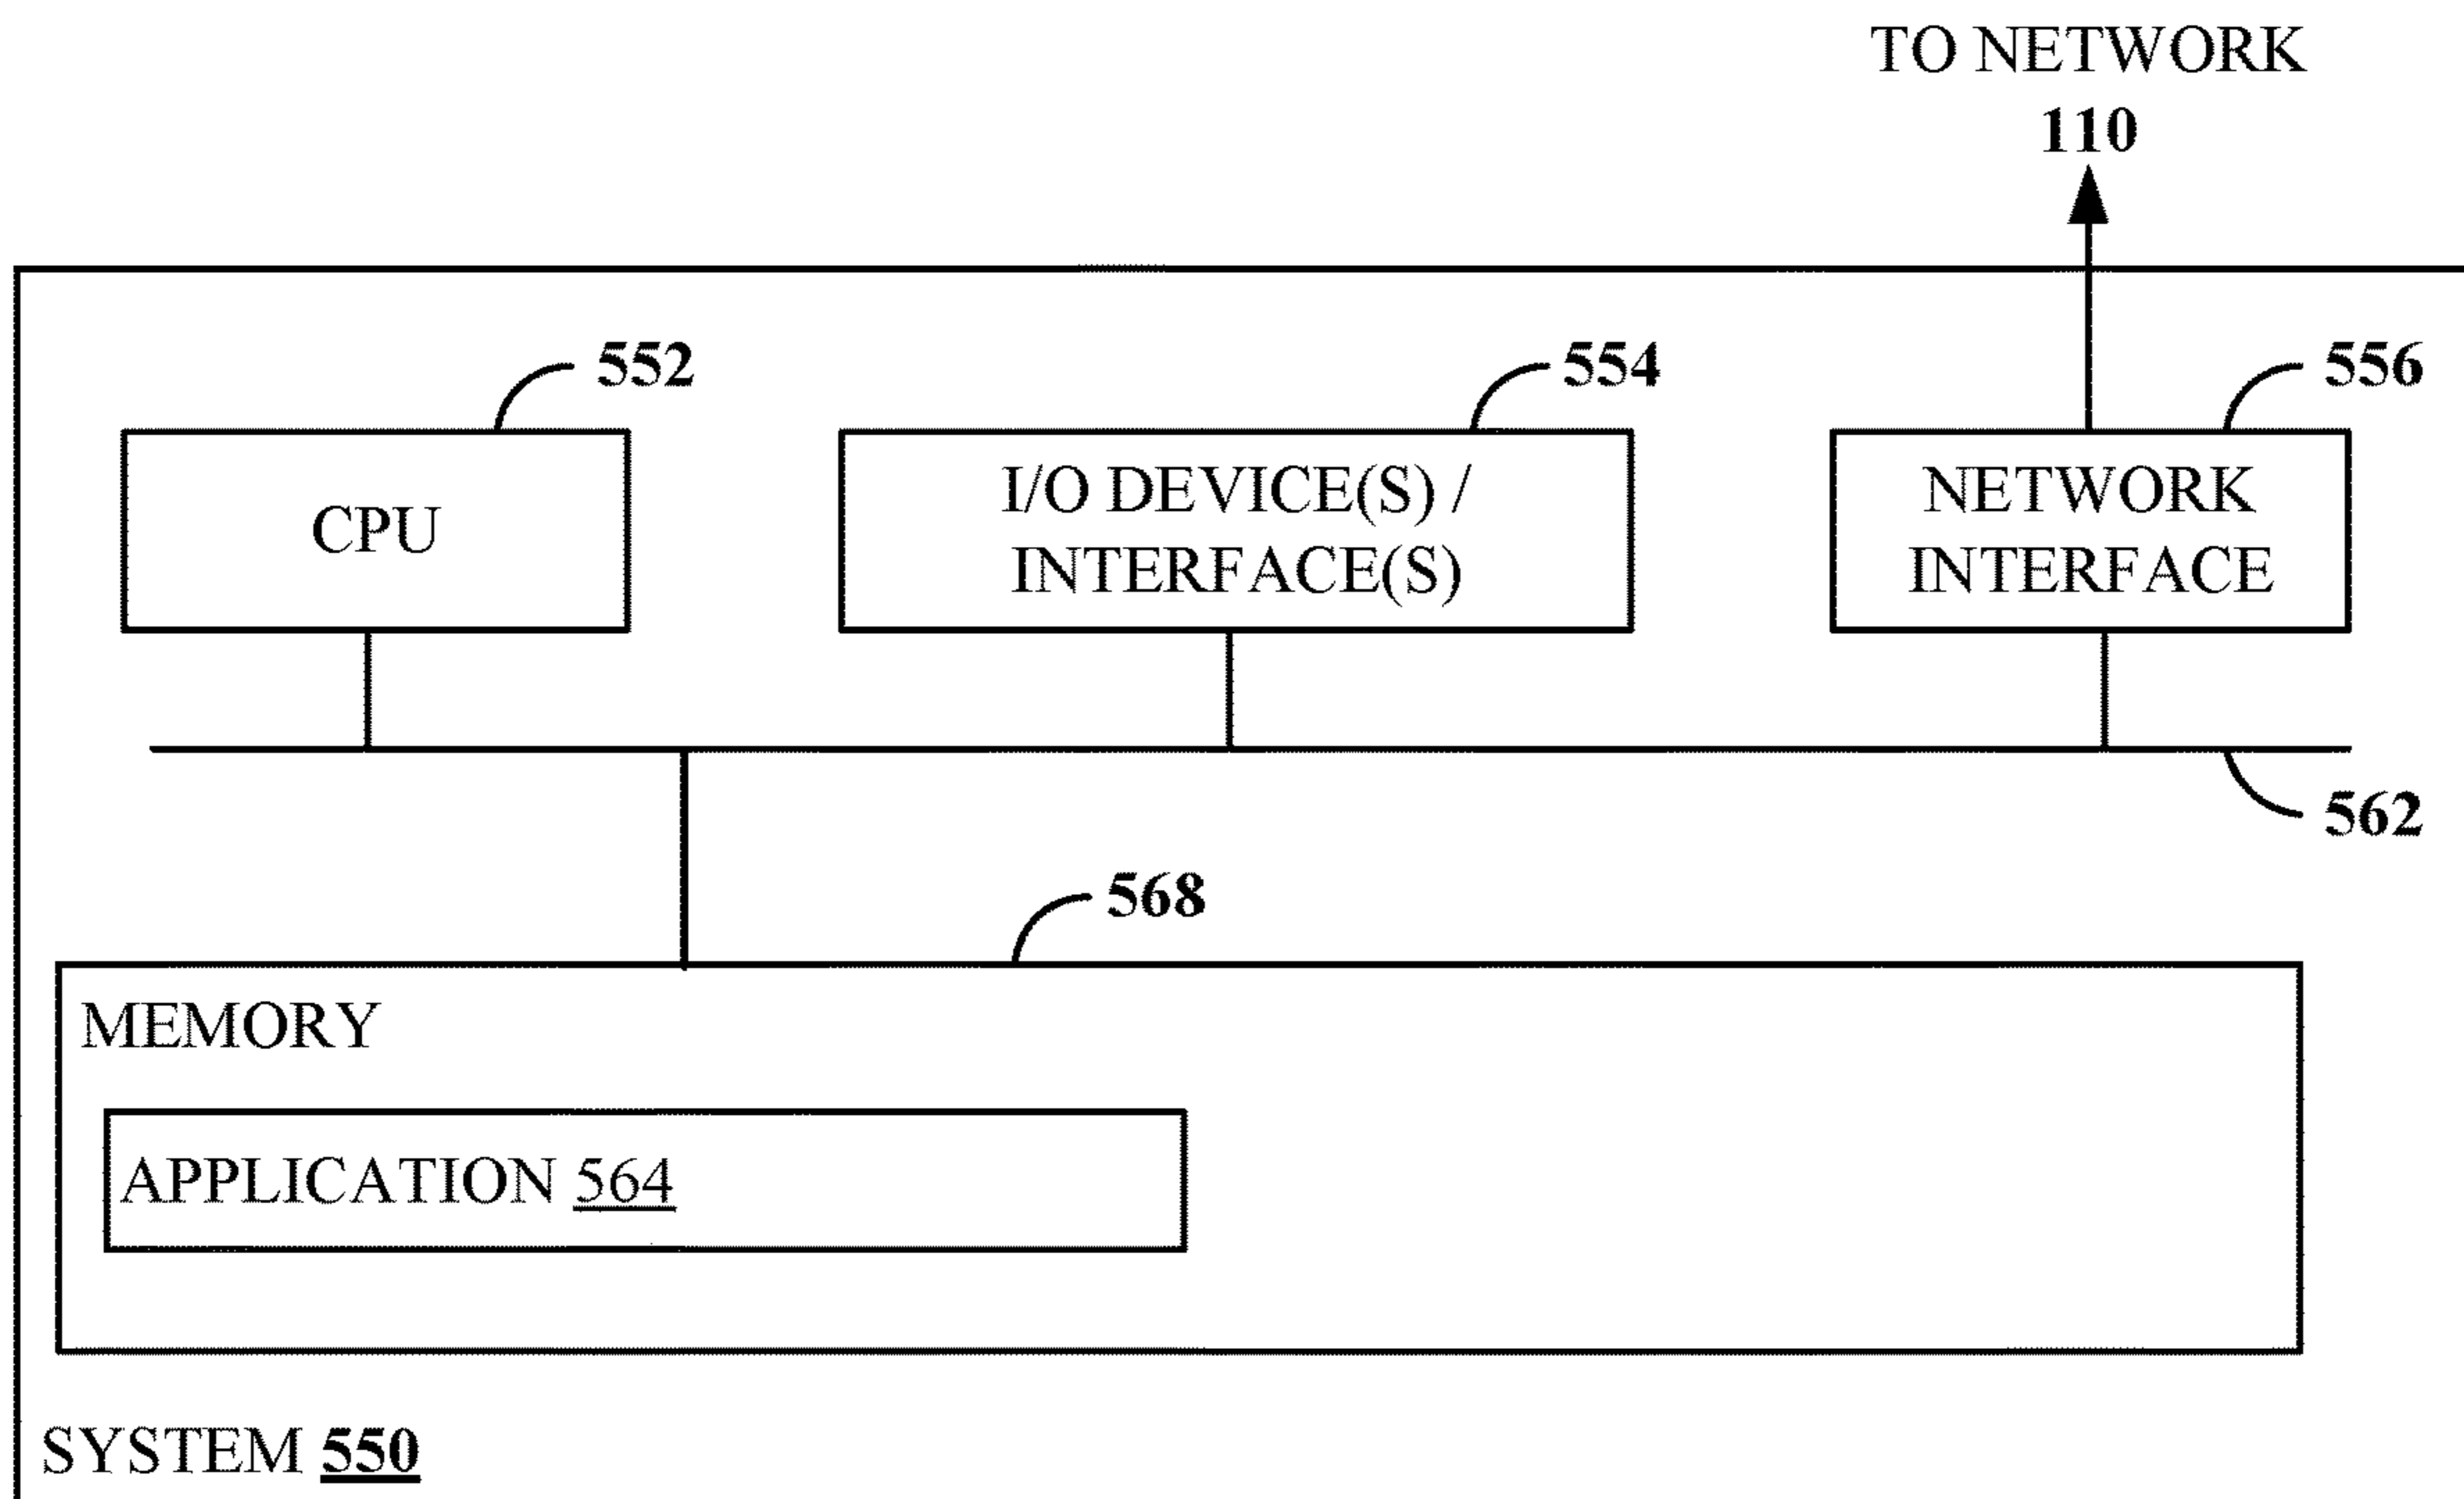 TO NETWORK
110
552
554
556
CPU
I/O DEVICE(S) /
INTERFACE(S)
NETWORK
INTERFACE
562
568
MEMORY
APPLICATION 564
SYSTEM 550